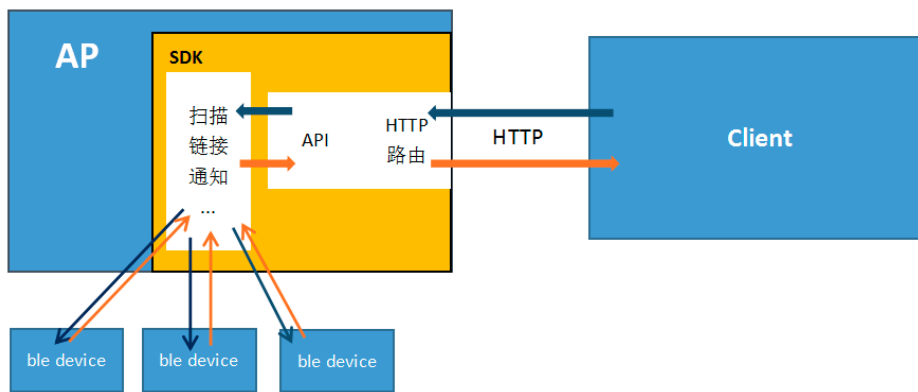 AP
SDK
扫描
链接
通知
...
API
HTTP
路由
HTTP
Client
ble device
ble device
ble device